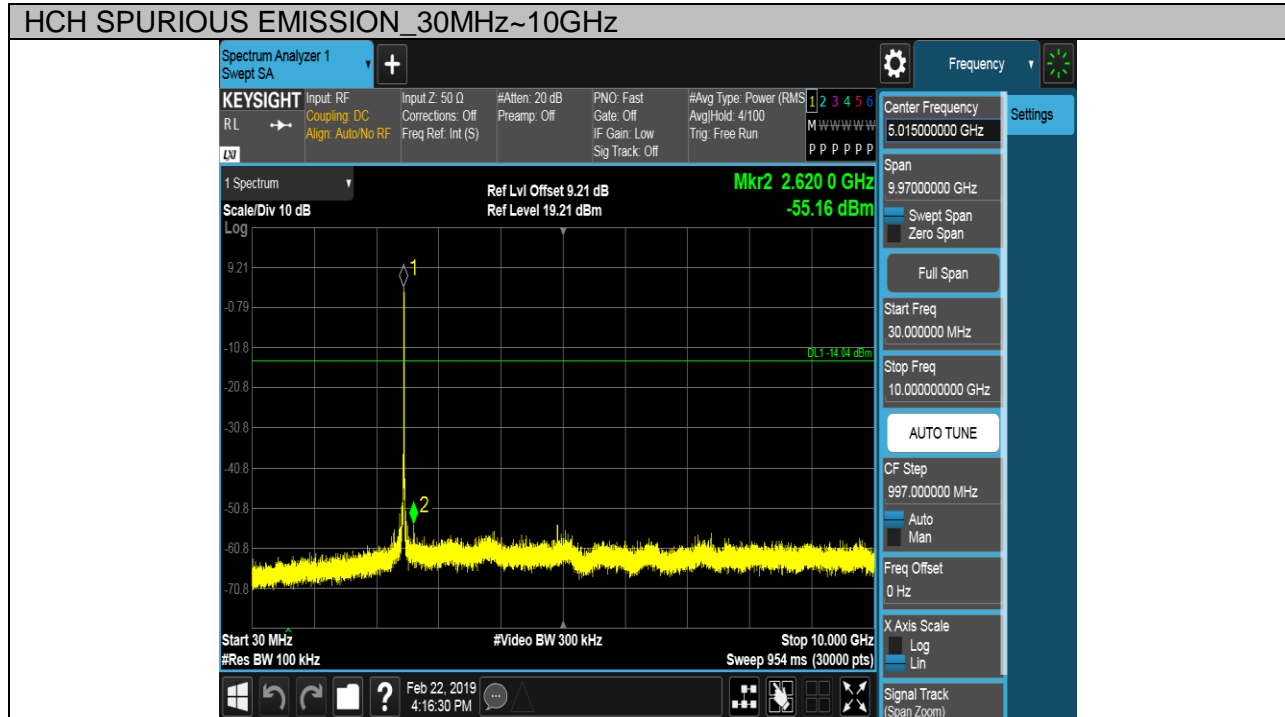 HCH SPURIOUS EMISSION_30MHz~10GHz
Spectrum Analyzer 1
Swept SA
Frequency
KEYSIGHT
RL
LXI
Input: RF
Coupling: DC
Align: Auto/No RF
Input Z: 50 Ω
Corrections: Off
Freq Ref: Int (S)
#Atten: 20 dB
Preamp: Off
PNO: Fast
Gate: Off
IF Gain: Low
Sig Track: Off
#Avg Type: Power (RMS
Avg|Hold: 4/100
Trig: Free Run
1 2 3 4 5 6
M W W W W W
P P P P P P
Center Frequency
5.015000000 GHz
Settings
1 Spectrum
Scale/Div 10 dB
Ref Lvl Offset 9.21 dB
Ref Level 19.21 dBm
Mkr2 2.620 0 GHz
-55.16 dBm
Log
9.21
-0.79
-10.8
-20.8
-30.8
-40.8
-50.8
-60.8
-70.8
1
2
DL1 -14.04 dBm
Start 30 MHz
#Res BW 100 kHz
#Video BW 300 kHz
Stop 10.000 GHz
Sweep 954 ms (30000 pts)
Span
9.97000000 GHz
Swept Span
Zero Span
Full Span
Start Freq
30.000000 MHz
Stop Freq
10.000000000 GHz
AUTO TUNE
CF Step
997.000000 MHz
Auto
Man
Freq Offset
0 Hz
X Axis Scale
Log
Lin
Signal Track
(Span Zoom)
?
Feb 22, 2019
4:16:30 PM